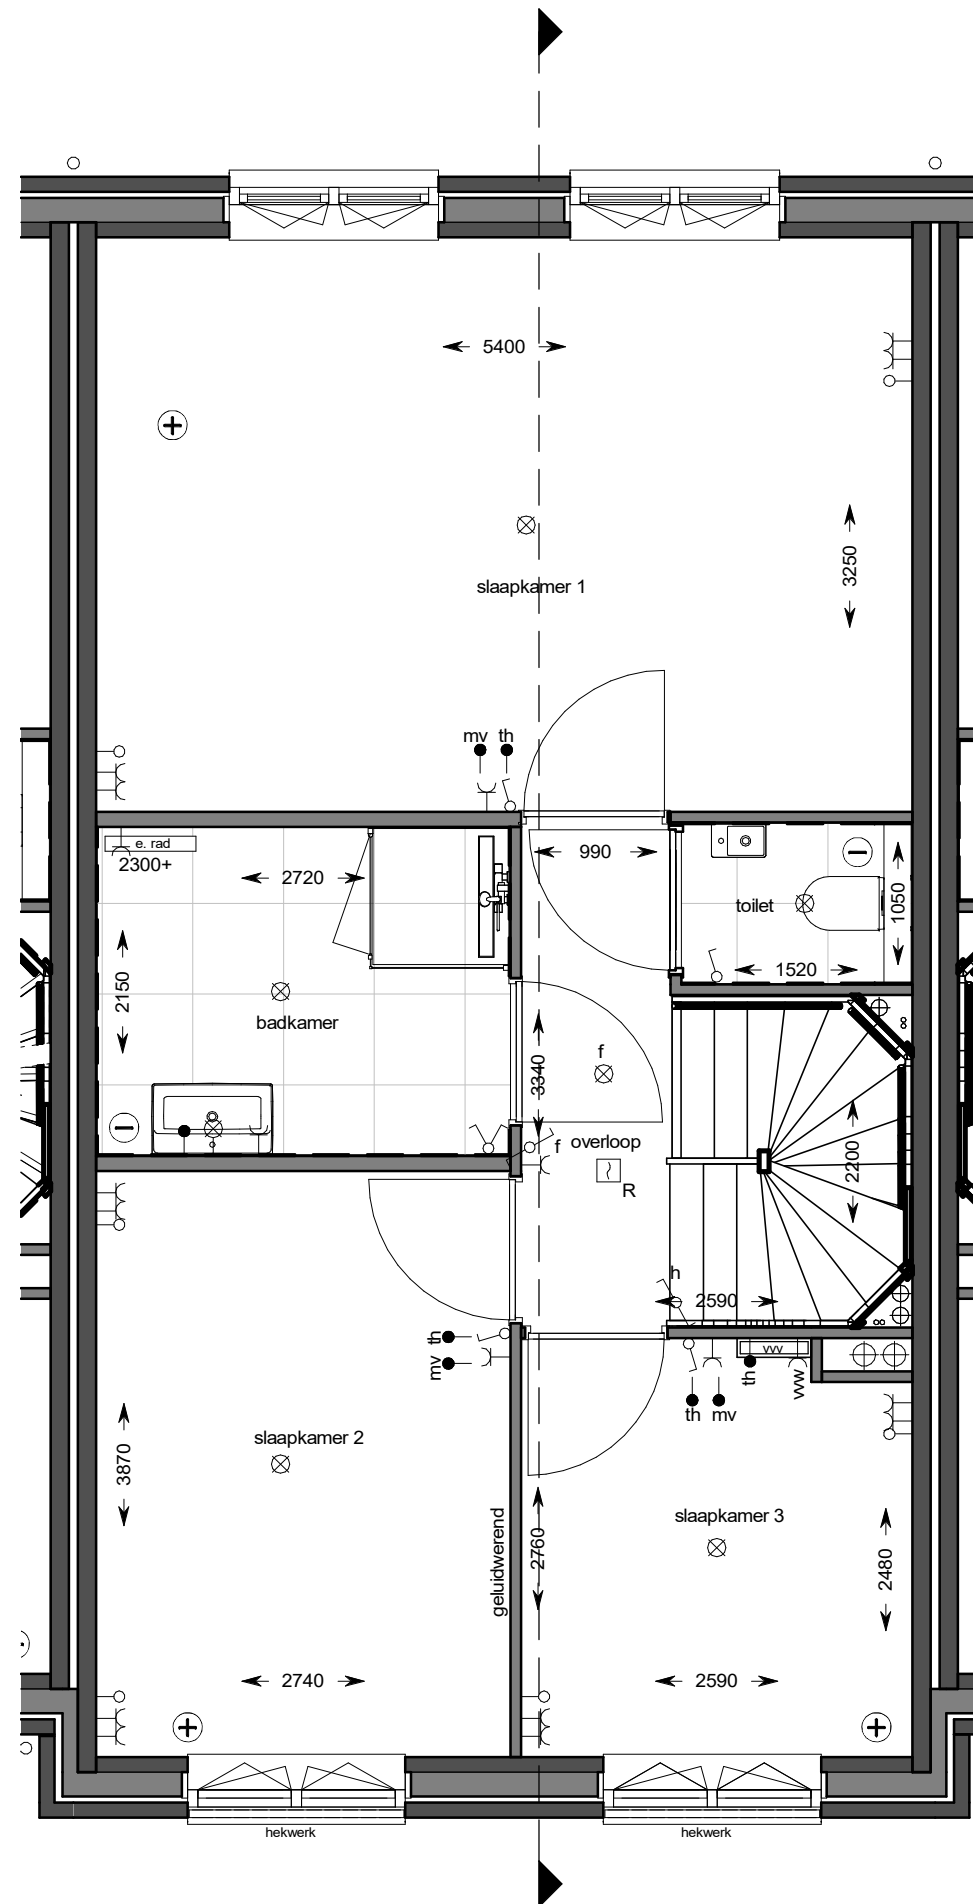 5400
3250
slaapkamer 1
mv th
e. rad
2300+
2720
990
toilet
1050
1520
2150
badkamer
3340
f
f
overloop
R
2200
h
2590
th
mv
vvv
th
vvv
th mv
slaapkamer 2
3870
geluidwerend
2760
slaapkamer 3
2480
2740
2590
hekwerk
hekwerk